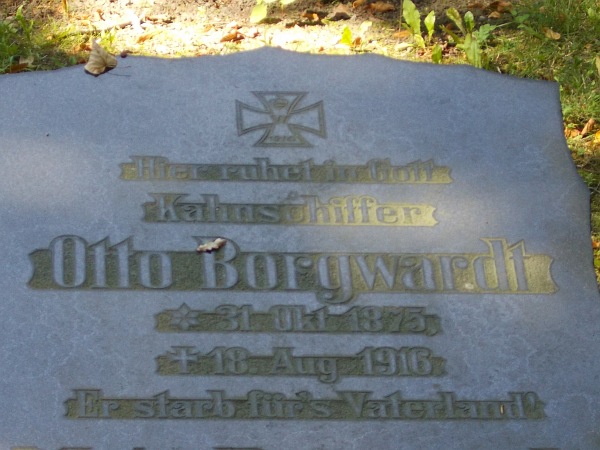 Hier ruhet in Gott
Kahnschiffer
Otto Borgwardt
* 31. Okt. 1875,
✝ 18. Aug. 1916.
Er starb für's Vaterland!